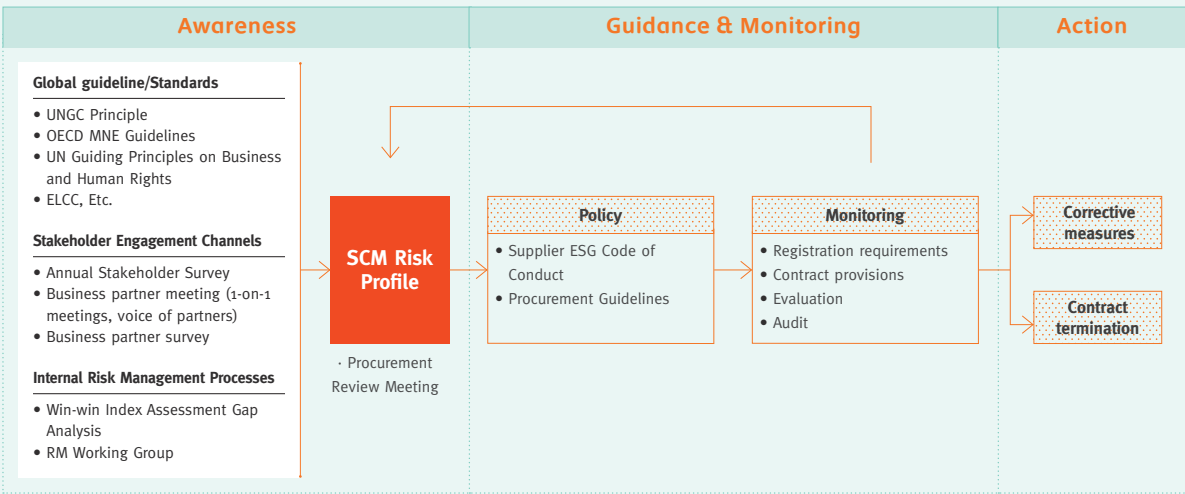 Awareness
Guidance & Monitoring
Action
Global guideline/Standards
• UNGC Principle
• OECD MNE Guidelines
• UN Guiding Principles on Business
and Human Rights
• ELCC, Etc.
Stakeholder Engagement Channels
• Annual Stakeholder Survey
• Business partner meeting (1-on-1
meetings, voice of partners)
• Business partner survey
Internal Risk Management Processes
• Win-win Index Assessment Gap
Analysis
• RM Working Group
SCM Risk
Profile
· Procurement
Review Meeting
Policy
• Supplier ESG Code of
Conduct
• Procurement Guidelines
Monitoring
• Registration requirements
• Contract provisions
• Evaluation
• Audit
Corrective
measures
Contract
termination